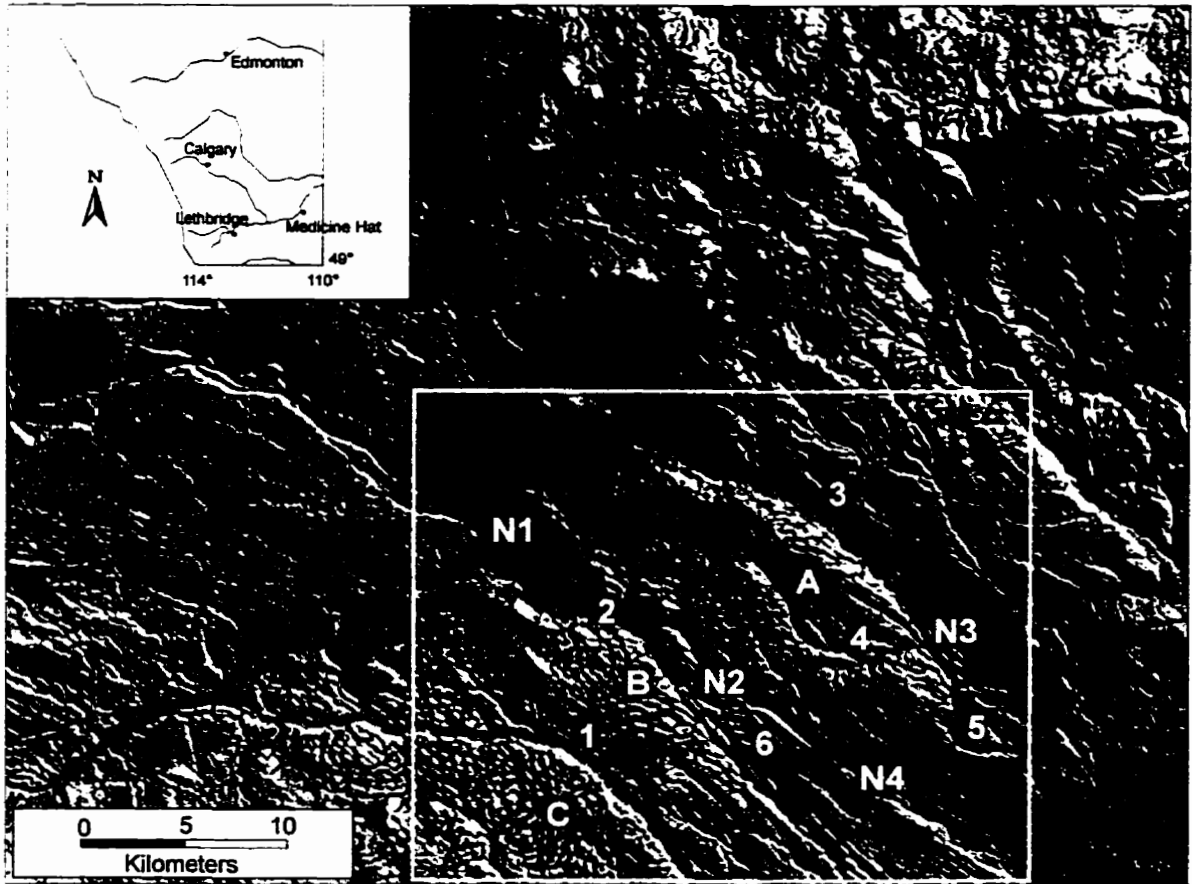 Edmonton
Calgary
N
Lethbridge
Medicine Hat
49°
114° 110°
3
N1
A
2
4 N3
B N2
5
1 6
N4
C
0 5 10
Kilometers